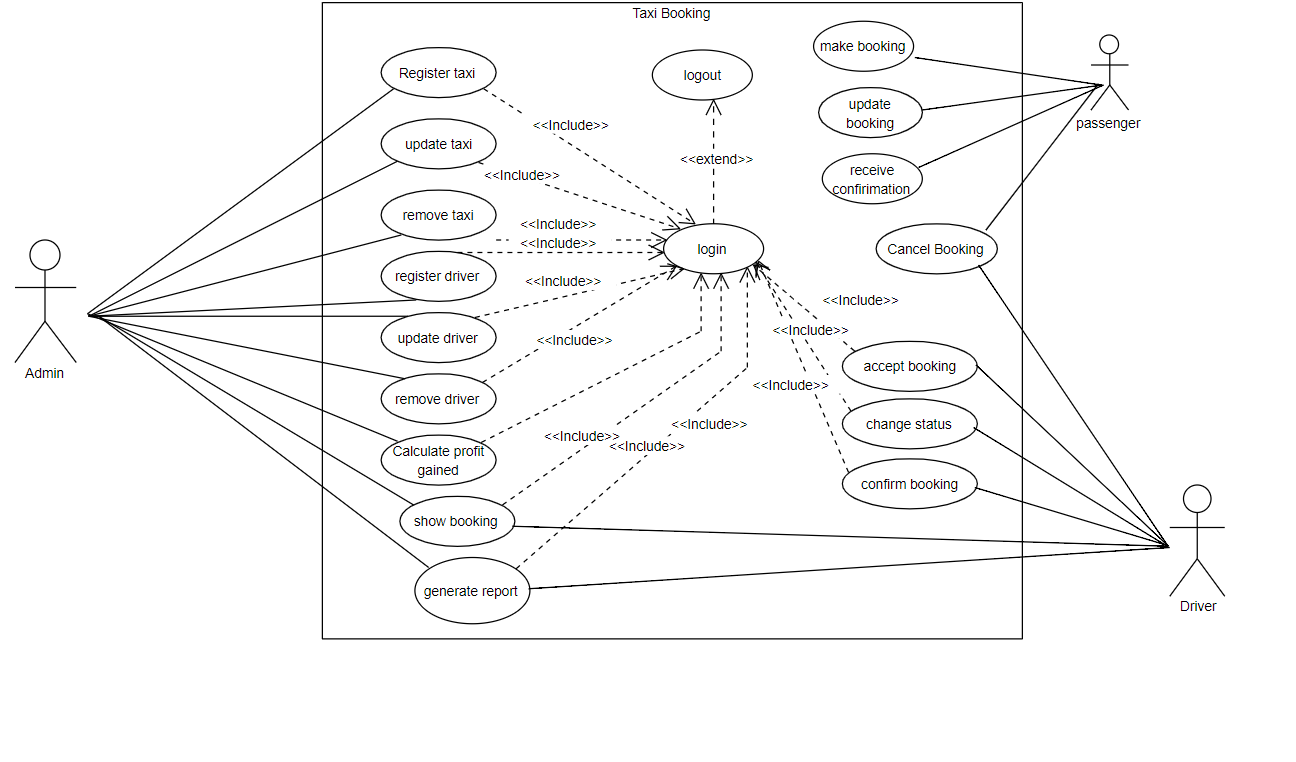 Taxi Booking
make booking
Register taxi
logout
update
booking
<<Include>>
passenger
update taxi
<<extend>>
receive
confirimation
<<Include>>
remove taxi
<<Include>>
<<Include>>
login
Cancel Booking
register driver
<<Include>>
<<Include>>
update driver
<<Include>>
<<Include>>
accept booking
Admin
<<Include>>
remove driver
<<Include>>
change status
<<Include>>
<<Include>>
Calculate profit
gained
confirm booking
show booking
generate report
Driver